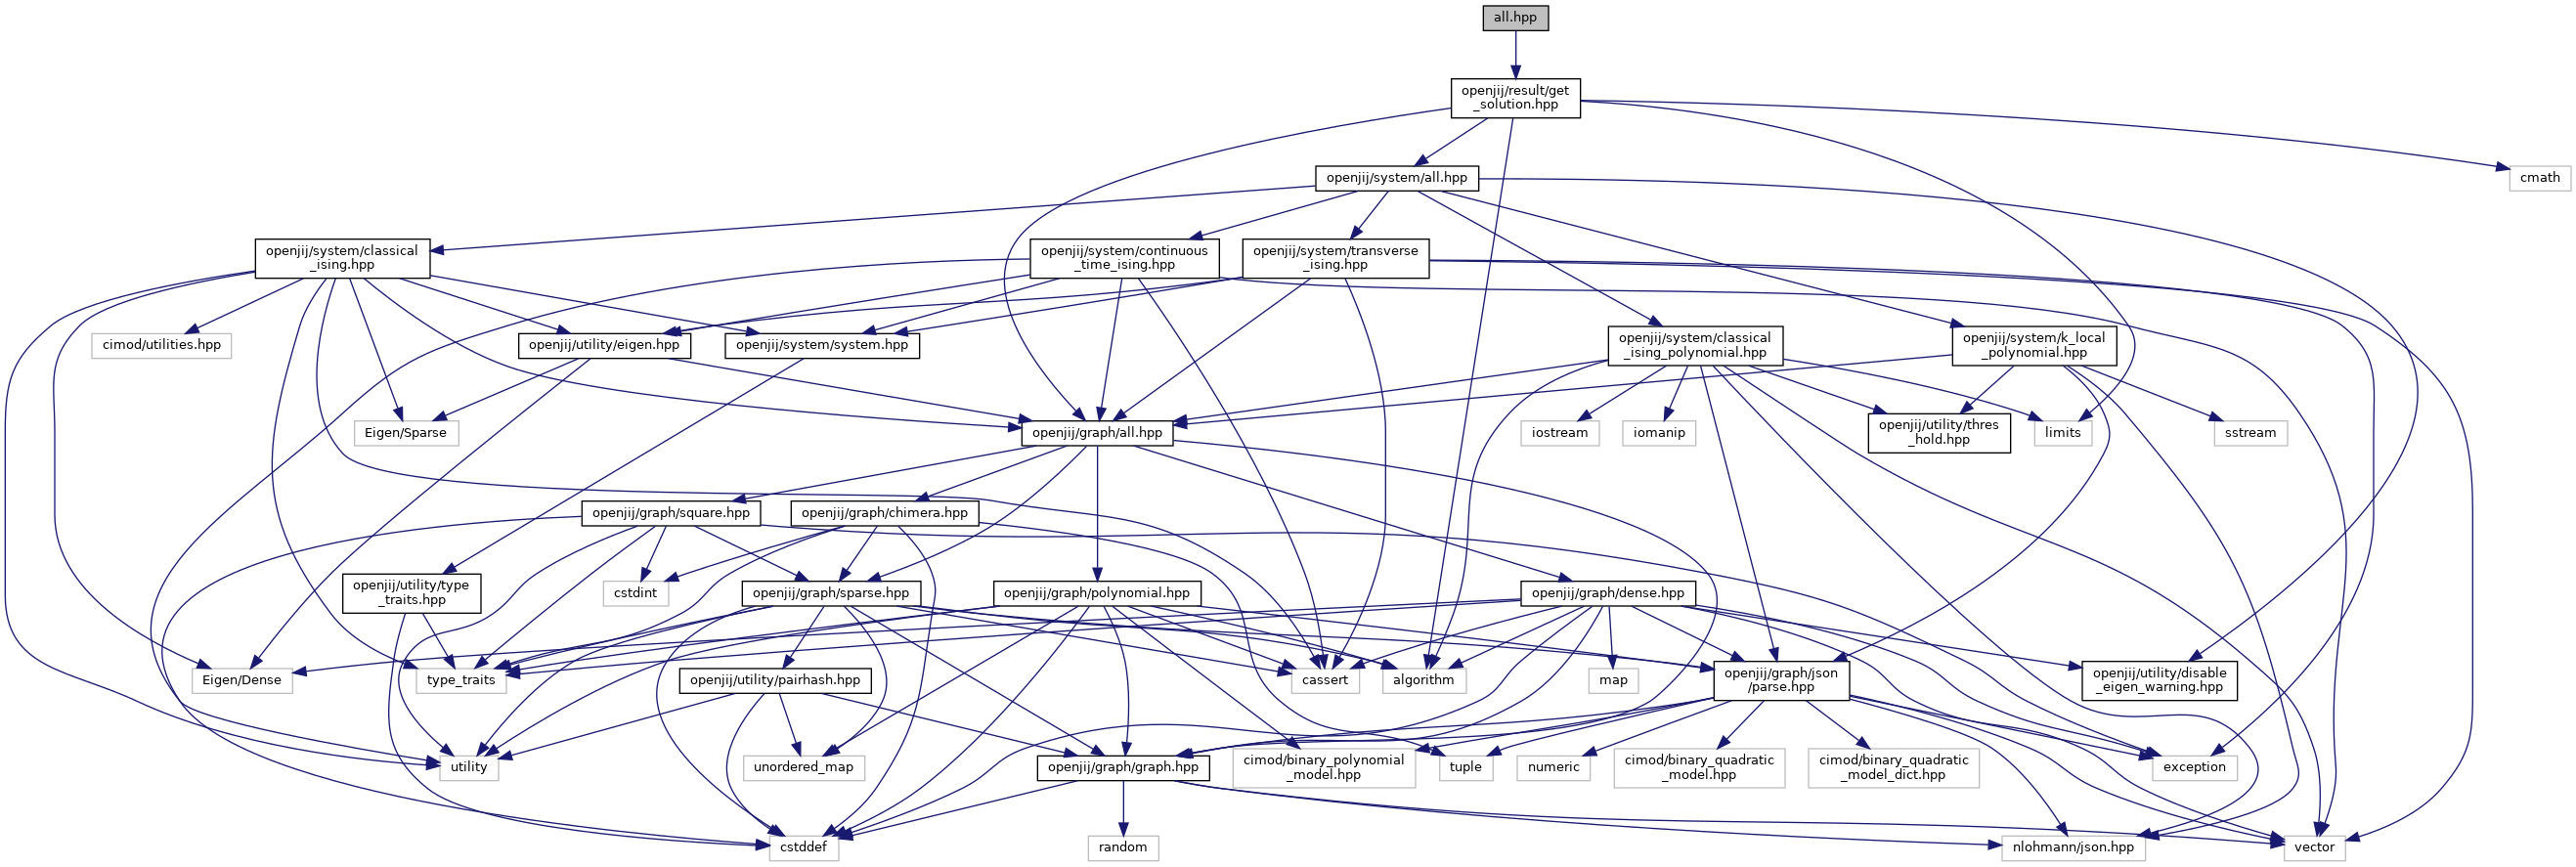 all.hpp
openjij/result/get
_solution.hpp
openjij/system/all.hpp
cmath
openjij/system/classical
_ising.hpp
openjij/system/continuous
_time_ising.hpp
openjij/system/transverse
_ising.hpp
cimod/utilities.hpp
openjij/utility/eigen.hpp
openjij/system/system.hpp
openjij/system/classical
_ising_polynomial.hpp
openjij/system/k_local
_polynomial.hpp
Eigen/Sparse
openjij/graph/all.hpp
iostream
iomanip
openjij/utility/thres
_hold.hpp
limits
sstream
openjij/graph/square.hpp
openjij/graph/chimera.hpp
openjij/utility/type
_traits.hpp
cstdint
openjij/graph/sparse.hpp
openjij/graph/polynomial.hpp
openjij/graph/dense.hpp
Eigen/Dense
type_traits
openjij/utility/pairhash.hpp
cassert
algorithm
map
openjij/graph/json
/parse.hpp
openjij/utility/disable
_eigen_warning.hpp
utility
unordered_map
openjij/graph/graph.hpp
cimod/binary_polynomial
_model.hpp
tuple
numeric
cimod/binary_quadratic
_model.hpp
cimod/binary_quadratic
_model_dict.hpp
exception
cstddef
random
nlohmann/json.hpp
vector